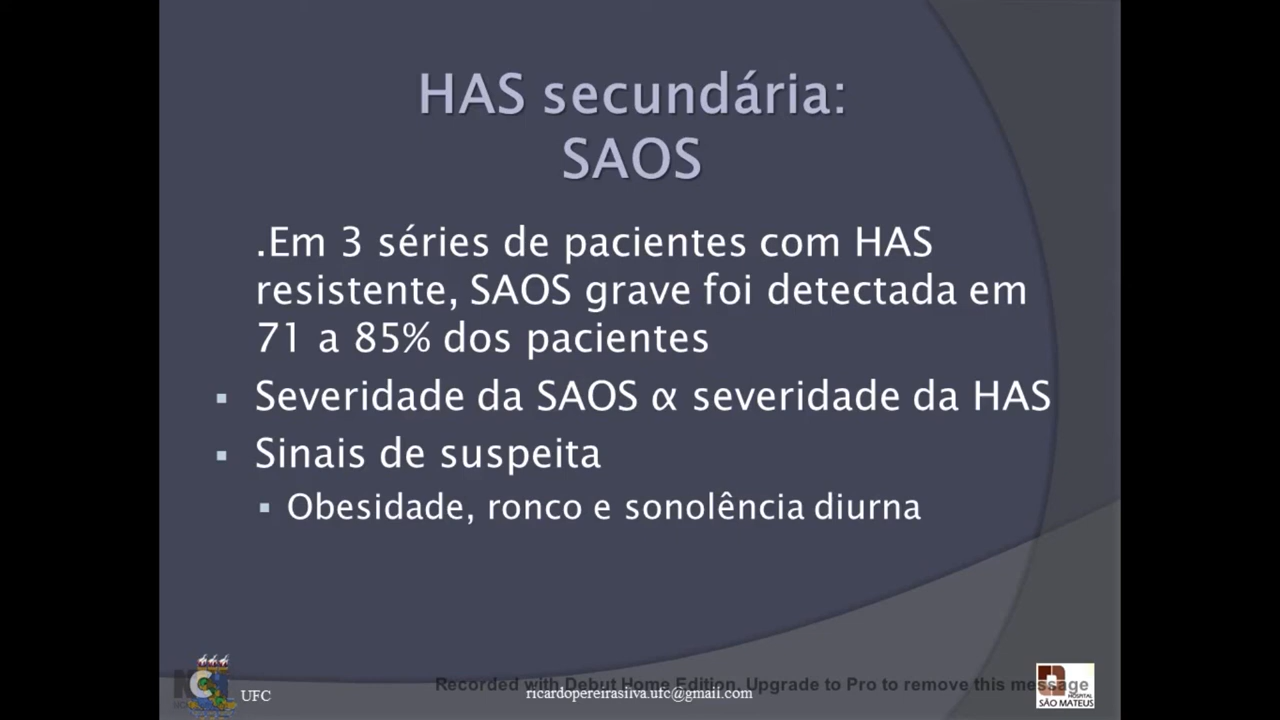 HAS secundária:
SAOS
.Em 3 séries de pacientes com HAS
resistente, SAOS grave foi detectada em
71 a 85% dos pacientes
▪ Severidade da SAOS α severidade da HAS
▪ Sinais de suspeita
▪ Obesidade, ronco e sonolência diurna
UFC
Recorded with Debut Home Edition. Upgrade to Pro to remove this message
ricardopereirasilva.ufc@gmail.com
HOSPITAL
SÃO MATEUS